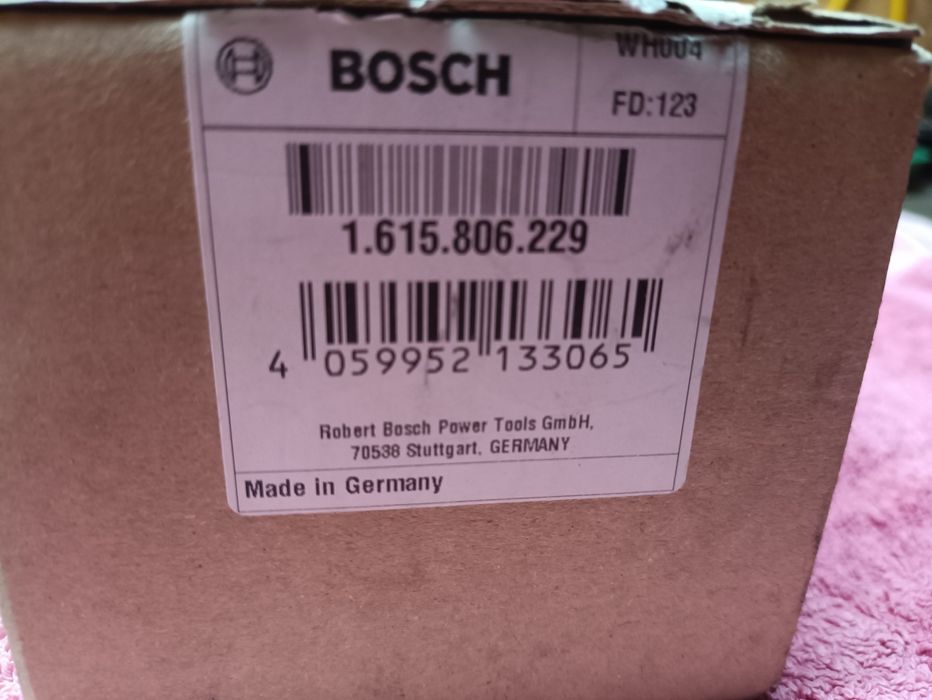 BOSCH
WH004
FD:123
1.615.806.229
4 059952 133065
Robert Bosch Power Tools GmbH,
70538 Stuttgart, GERMANY
Made in Germany